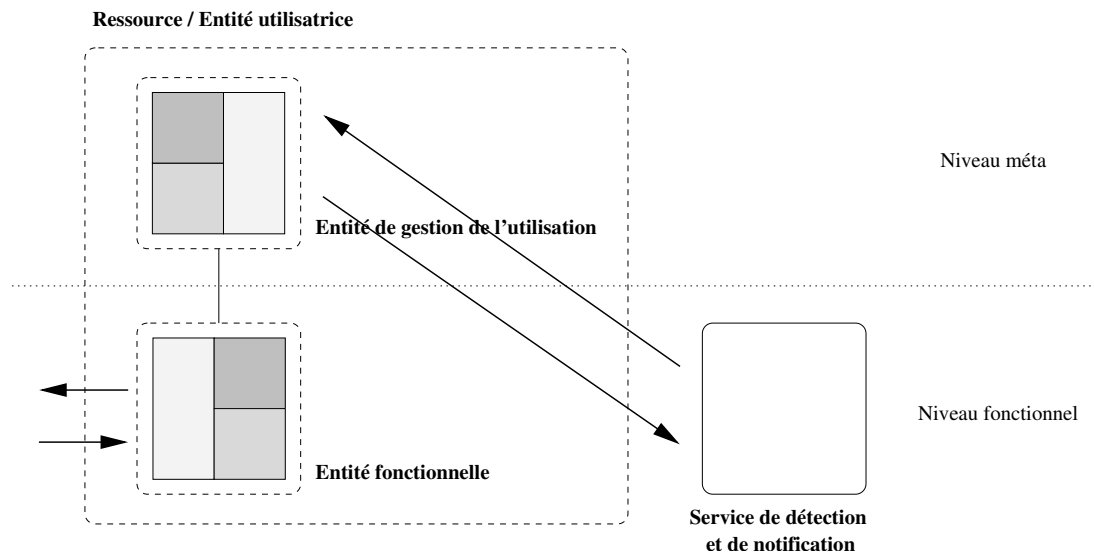 Ressource / Entité utilisatrice
Niveau méta
Entité de gestion de l'utilisation
Niveau fonctionnel
Entité fonctionnelle
Service de détection
et de notification